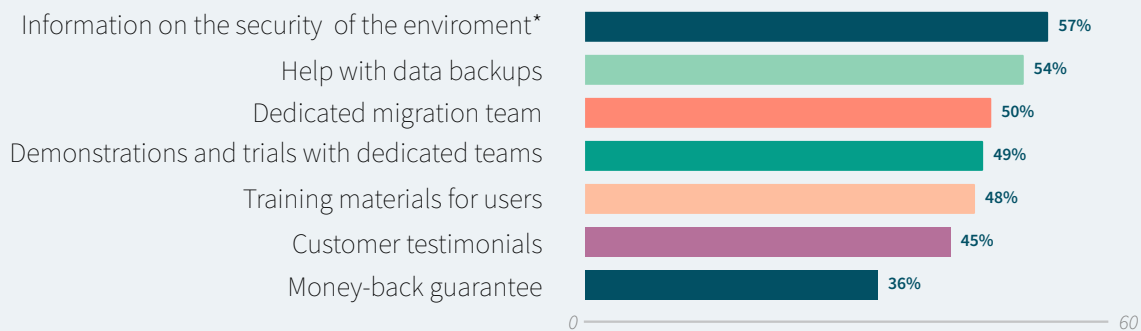 Information on the security  of the enviroment* 57%
Help with data backups 54%
Dedicated migration team 50%
Demonstrations and trials with dedicated teams 49%
Training materials for users 48%
Customer testimonials 45%
Money-back guarantee 36%
0 60